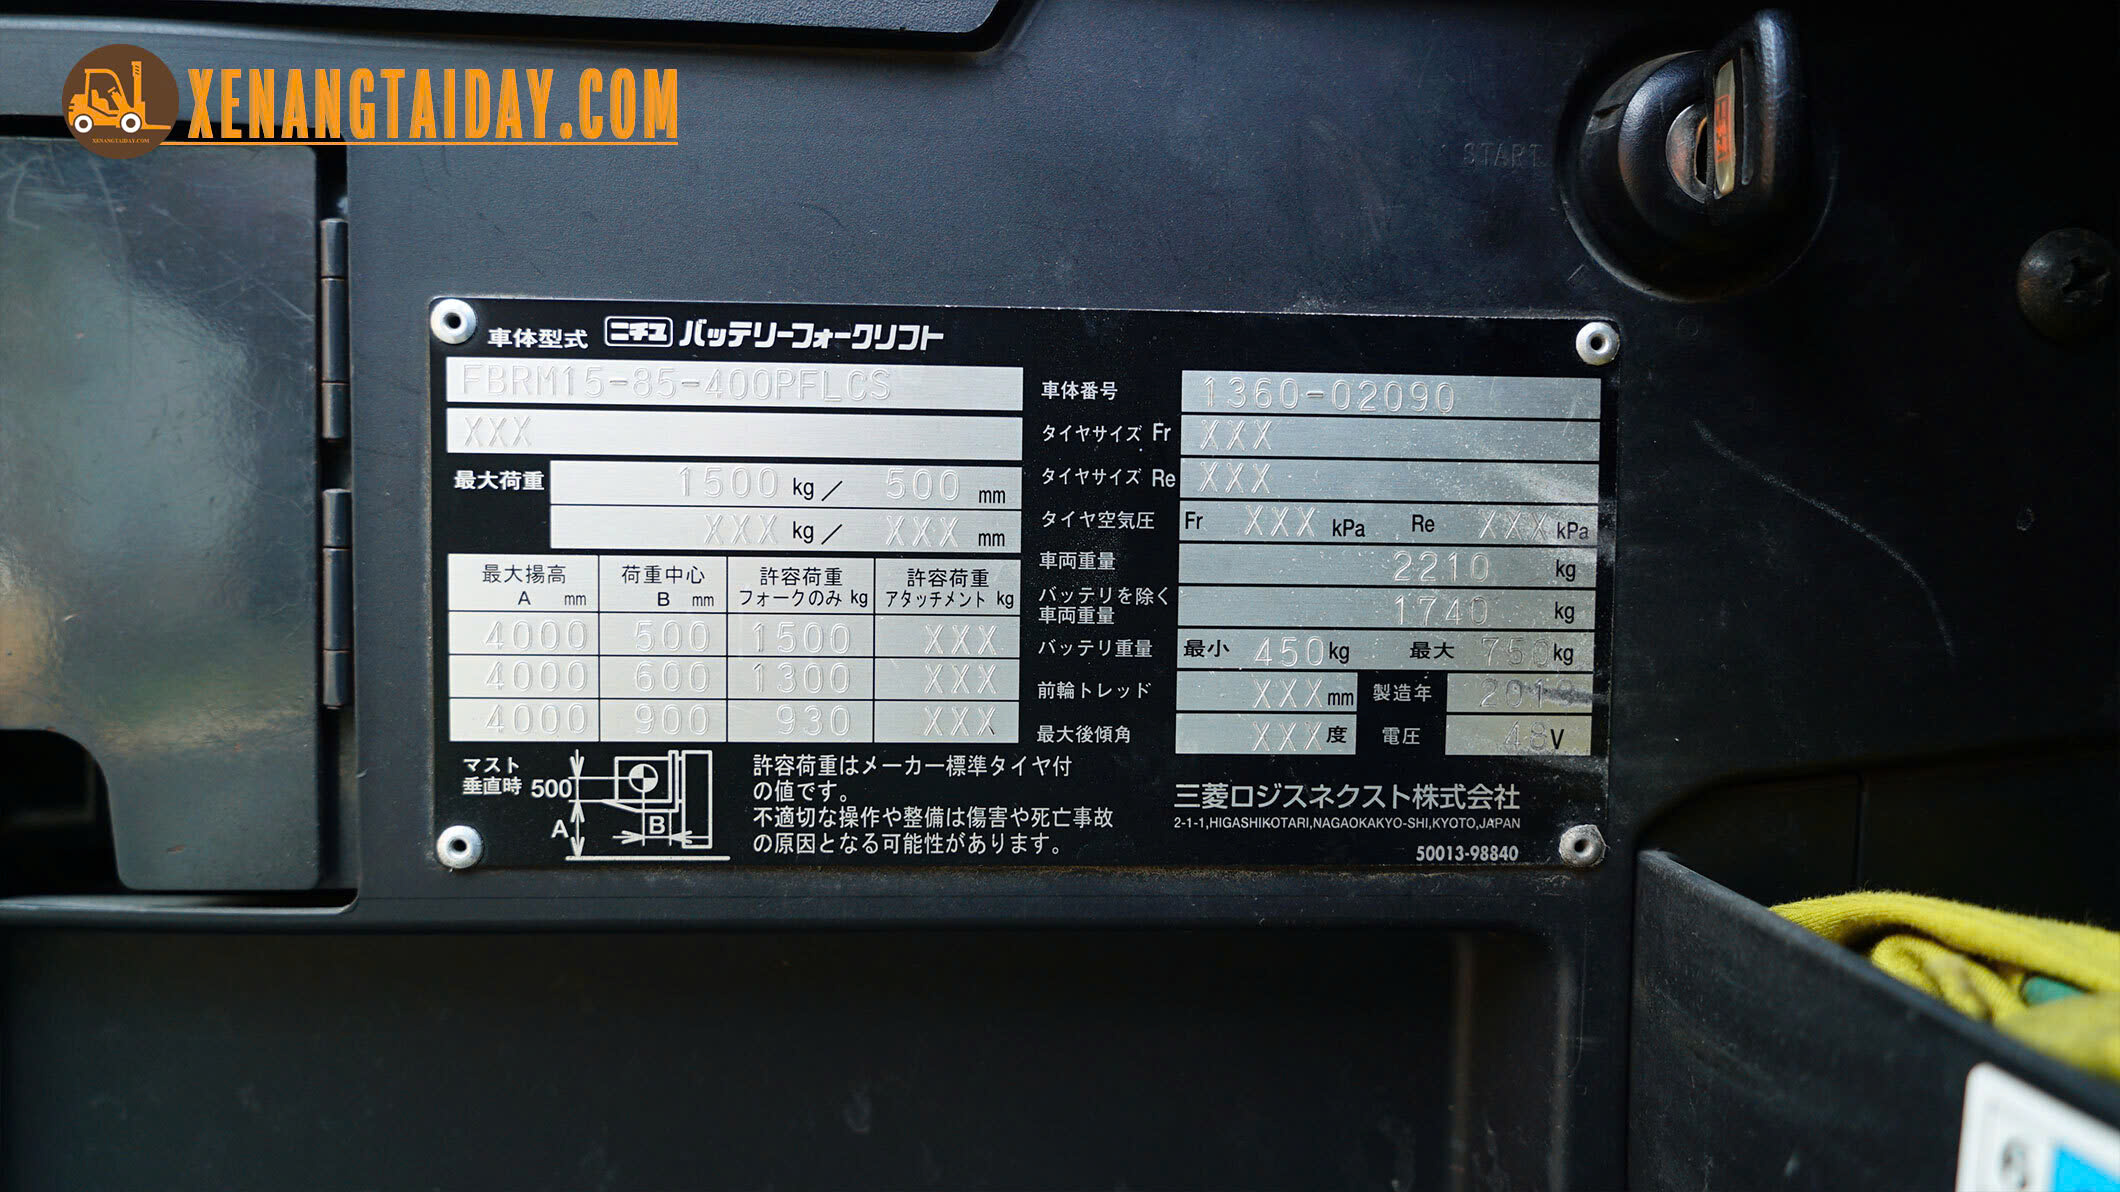 XENANGTAIDAY.COM
XENANGTAIDAY.COM
START
車体型式 ニチユ バッテリーフォークリフト
FBRM15-85-400PFLCS
XXX
最大荷重 1500 kg / 500 mm
XXX kg / XXX mm
最大揚高 A mm 荷重中心 B mm 許容荷重 フォークのみ kg 許容荷重 アタッチメント kg
4000 500 1500 XXX
4000 600 1300 XXX
4000 900 930 XXX
マスト
垂直時 500
A
B
許容荷重はメーカー標準タイヤ付
の値です。
不適切な操作や整備は傷害や死亡事故
の原因となる可能性があります。
車体番号 1360-02090
タイヤサイズ Fr XXX
タイヤサイズ Re XXX
タイヤ空気圧 Fr XXX kPa Re XXX kPa
車両重量 2210 kg
バッテリを除く
車両重量 1740 kg
バッテリ重量 最小 450 kg 最大 750 kg
前輪トレッド XXX mm 製造年
最大後傾角 XXX 度 電圧 48 V
三菱ロジスネクスト株式会社
2-1-1,HIGASHIKOTARI,NAGAOKAKYO-SHI,KYOTO,JAPAN
50013-98840